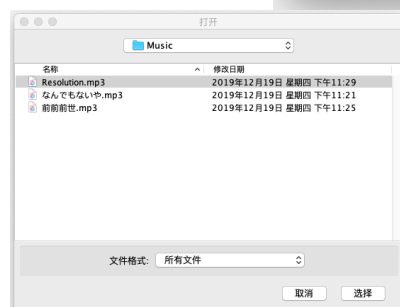 打开
Music
名称 修改日期
Resolution.mp3 2019年12月19日 星期四 下午11:29
なんでもないや.mp3 2019年12月19日 星期四 下午11:21
前前前世.mp3 2019年12月19日 星期四 下午11:25
文件格式: 所有文件
取消 选择